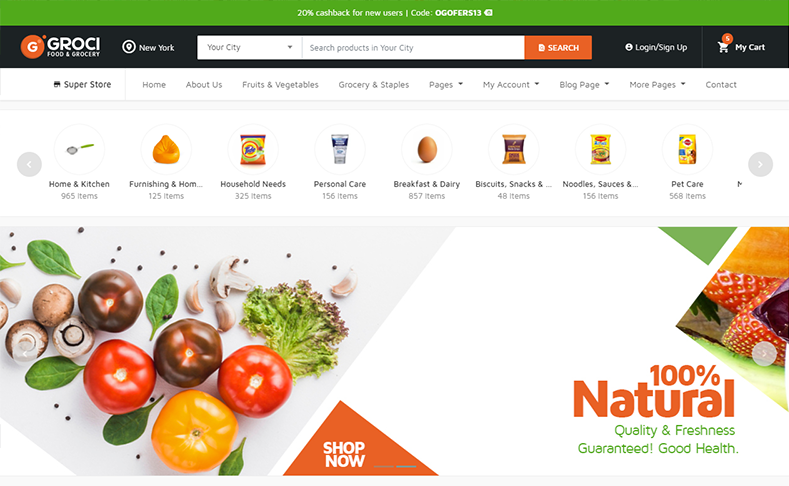 20% cashback for new users | Code: OGOFERS13
GROCI
FOOD & GROCERY
New York
Your City
Search products in Your City
SEARCH
Login/Sign Up
5
My Cart
Super Store
Home
About Us
Fruits & Vegetables
Grocery & Staples
Pages
My Account
Blog Page
More Pages
Contact
Home & Kitchen
965 Items
Furnishing & Hom...
125 Items
Household Needs
325 Items
Personal Care
156 Items
Breakfast & Dairy
857 Items
Biscuits, Snacks & ...
48 Items
Noodles, Sauces &...
156 Items
Pet Care
568 Items
SHOP
NOW
100%
Natural
Quality & Freshness
Guaranteed! Good Health.